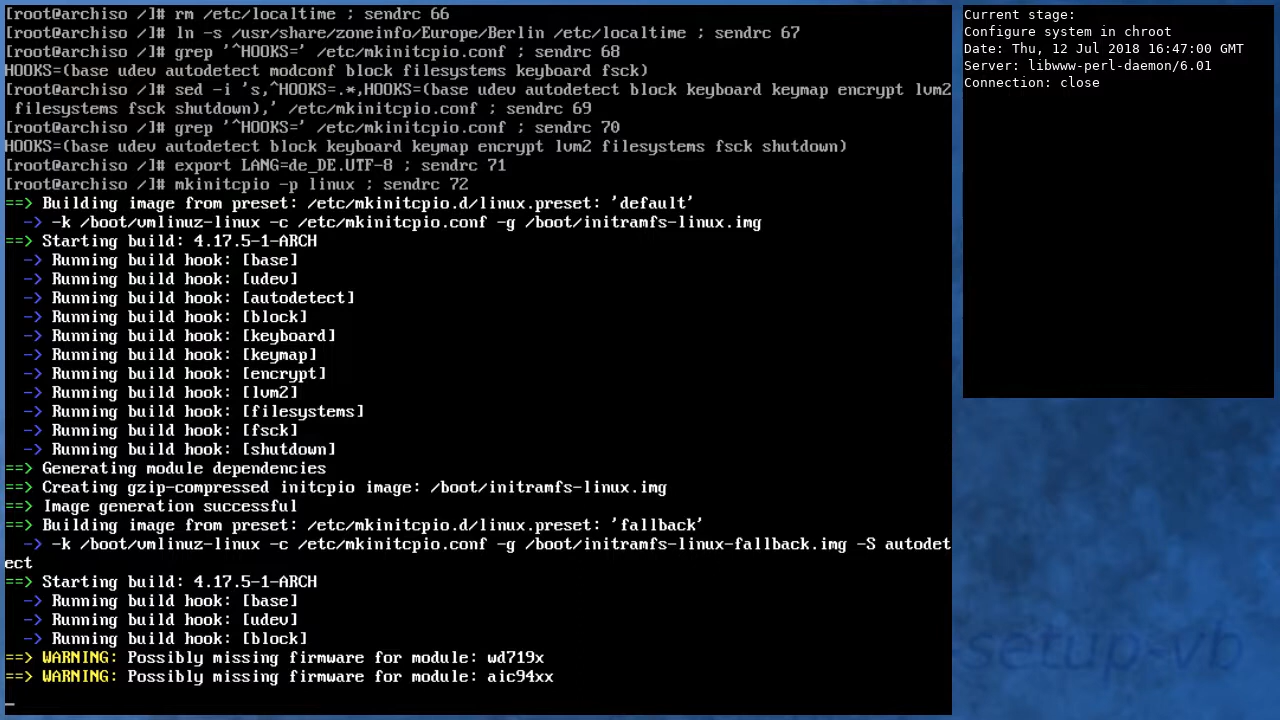 [root@archiso /]# rm /etc/localtime ; sendrc 66
[root@archiso /]# ln -s /usr/share/zoneinfo/Europe/Berlin /etc/localtime ; sendrc 67
[root@archiso /]# grep '^HOOKS=' /etc/mkinitcpio.conf ; sendrc 68
HOOKS=(base udev autodetect modconf block filesystems keyboard fsck)
[root@archiso /]# sed -i 's,^HOOKS=.*,HOOKS=(base udev autodetect block keyboard keymap encrypt lvm2
 filesystems fsck shutdown),' /etc/mkinitcpio.conf ; sendrc 69
[root@archiso /]# grep '^HOOKS=' /etc/mkinitcpio.conf ; sendrc 70
HOOKS=(base udev autodetect block keyboard keymap encrypt lvm2 filesystems fsck shutdown)
[root@archiso /]# export LANG=de_DE.UTF-8 ; sendrc 71
[root@archiso /]# mkinitcpio -p linux ; sendrc 72
==> Building image from preset: /etc/mkinitcpio.d/linux.preset: 'default'
  -> -k /boot/vmlinuz-linux -c /etc/mkinitcpio.conf -g /boot/initramfs-linux.img
==> Starting build: 4.17.5-1-ARCH
  -> Running build hook: [base]
  -> Running build hook: [udev]
  -> Running build hook: [autodetect]
  -> Running build hook: [block]
  -> Running build hook: [keyboard]
  -> Running build hook: [keymap]
  -> Running build hook: [encrypt]
  -> Running build hook: [lvm2]
  -> Running build hook: [filesystems]
  -> Running build hook: [fsck]
  -> Running build hook: [shutdown]
==> Generating module dependencies
==> Creating gzip-compressed initcpio image: /boot/initramfs-linux.img
==> Image generation successful
==> Building image from preset: /etc/mkinitcpio.d/linux.preset: 'fallback'
  -> -k /boot/vmlinuz-linux -c /etc/mkinitcpio.conf -g /boot/initramfs-linux-fallback.img -S autodet
ect
==> Starting build: 4.17.5-1-ARCH
  -> Running build hook: [base]
  -> Running build hook: [udev]
  -> Running build hook: [block]
==> WARNING: Possibly missing firmware for module: wd719x
==> WARNING: Possibly missing firmware for module: aic94xx
Current stage:
Configure system in chroot
Date: Thu, 12 Jul 2018 16:47:00 GMT
Server: libwww-perl-daemon/6.01
Connection: close
setup-vb